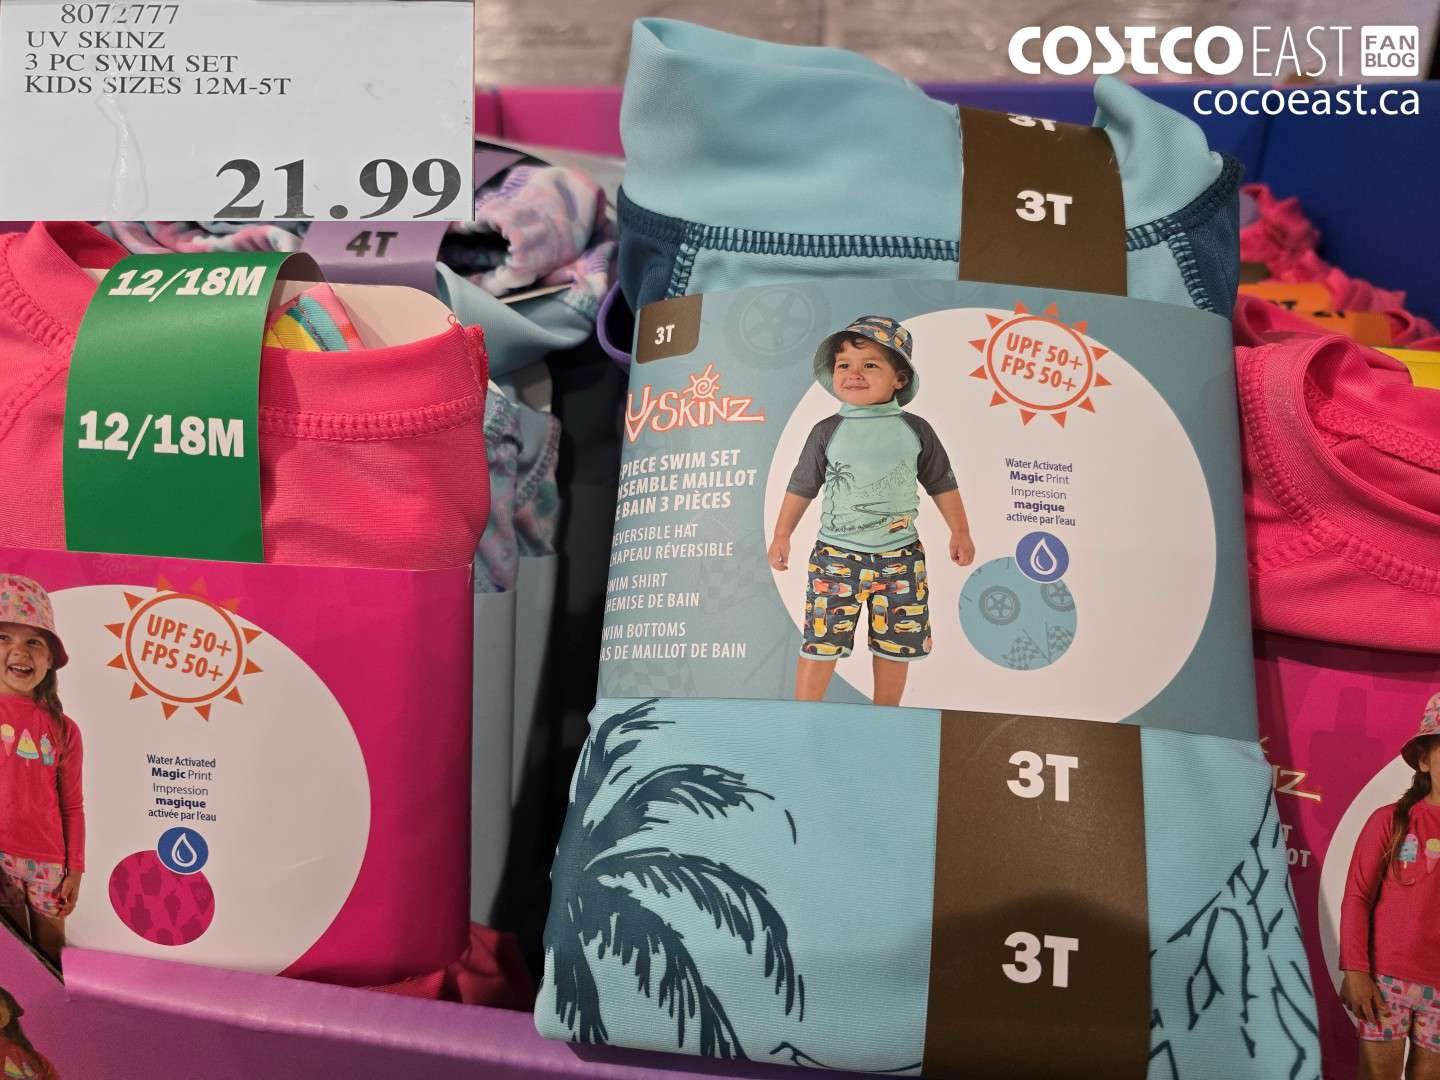 8072777
UV SKINZ
3 PC SWIM SET
KIDS SIZES 12M-5T
21.99
COSTCO EAST FAN BLOG
cocoeast.ca
4T
12/18M
12/18M
UPF 50+
FPS 50+
Water Activated
Magic Print
Impression
magique
activée par l'eau
3T
3T
3T
UV SKINZ
-PIECE SWIM SET
NSEMBLE MAILLOT
E BAIN 3 PIÈCES
EVERSIBLE HAT
HAPEAU RÉVERSIBLE
WIM SHIRT
HEMISE DE BAIN
WIM BOTTOMS
AS DE MAILLOT DE BAIN
UPF 50+
FPS 50+
Water Activated
Magic Print
Impression
magique
activée par l'eau
3T
3T
NZ
OT